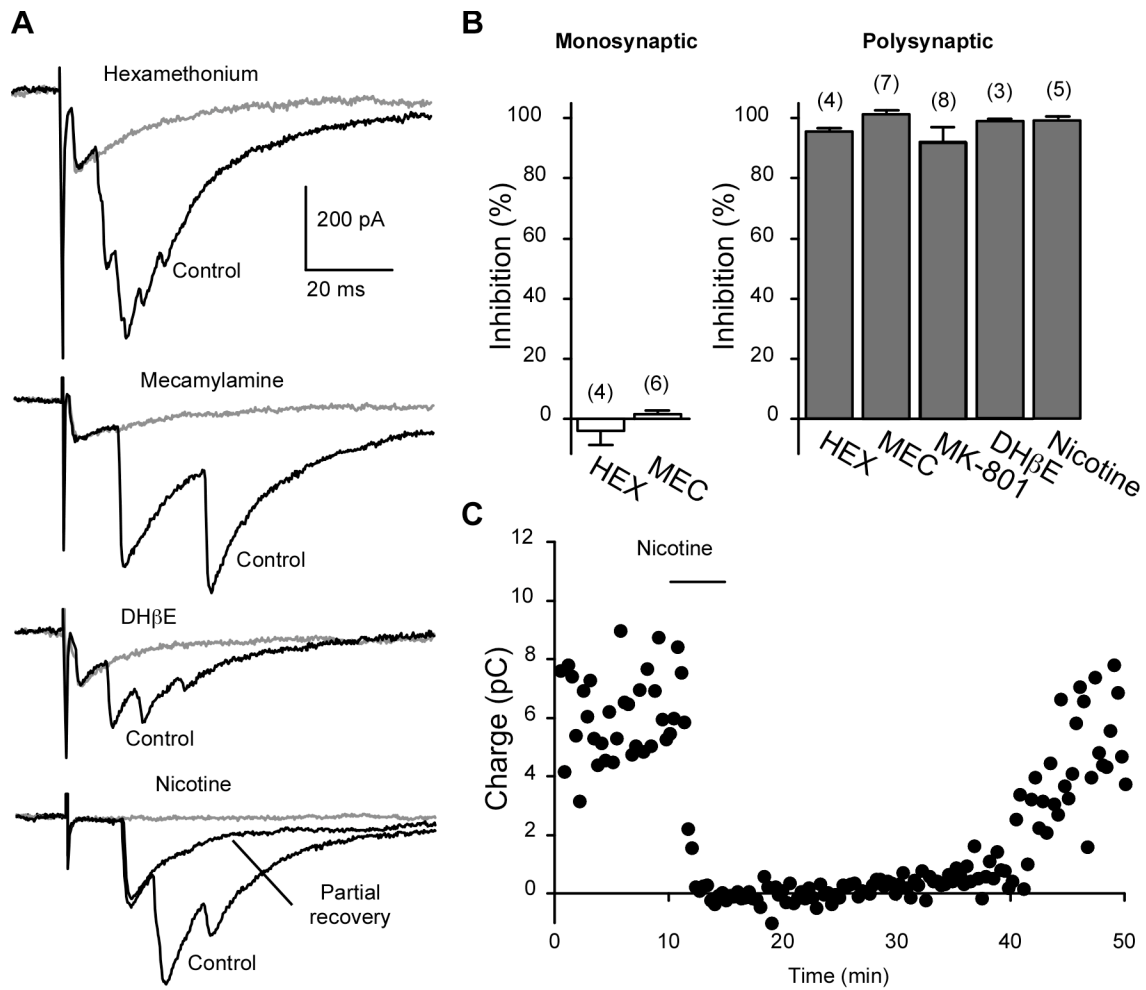 A
Hexamethonium
Control
200 pA
20 ms
Mecamylamine
Control
DHβE
Control
Nicotine
Partial
recovery
Control
B
Monosynaptic
Polysynaptic
Inhibition (%)
100
80
60
40
20
0
(4)
(6)
HEX
MEC
Inhibition (%)
100
80
60
40
20
0
(4)
(7)
(8)
(3)
(5)
HEX
MEC
MK-801
DHβE
Nicotine
C
Nicotine
Charge (pC)
12
10
8
6
4
2
0
0
10
20
30
40
50
Time (min)